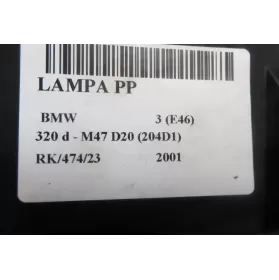 LAMPA PP
BMW 3 (E46)
320 d - M47 D20 (204D1)
RK/474/23 2001